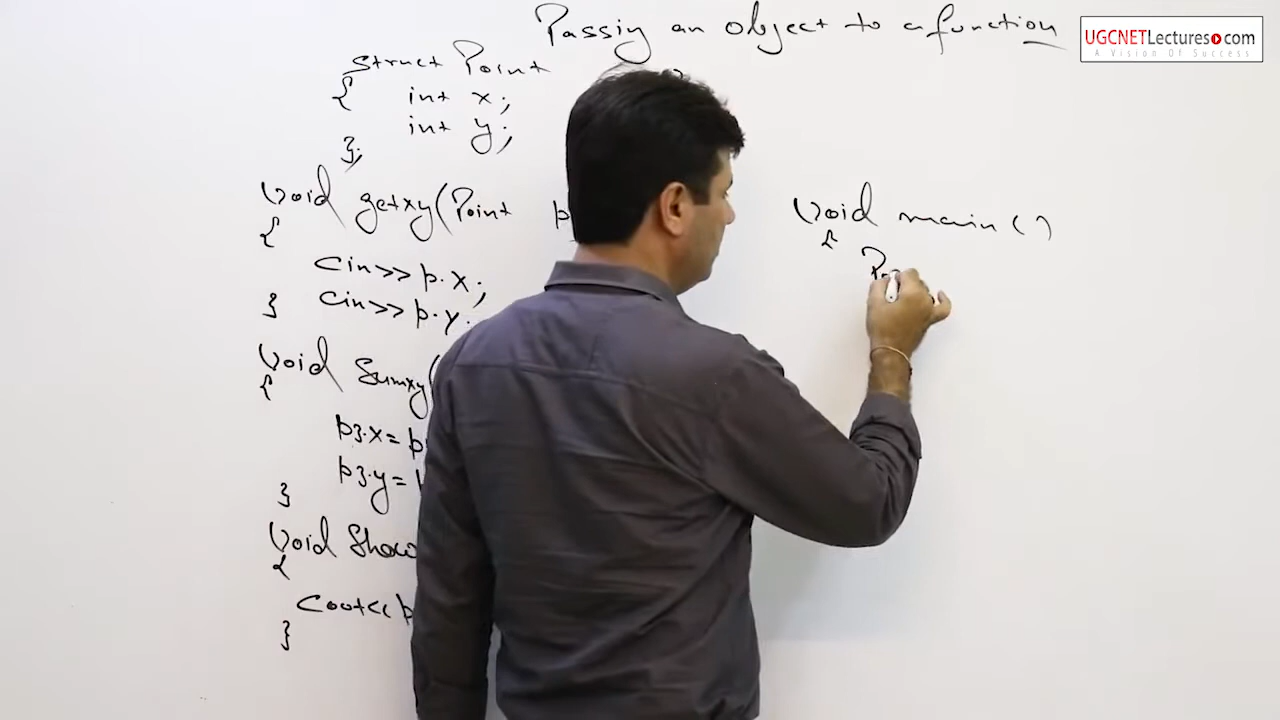 Passing an object to a function
UGCNETLectures.com
A Vision Of Success
struct Point
{ int x;
int y;
};
void getxy(Point p
{
cin>> p.x;
cin>> p.y.
}
void Sumxy(
{
p3.x= p
p3.y=
}
void Show
{
cout<< p
}
void main()
{
Po